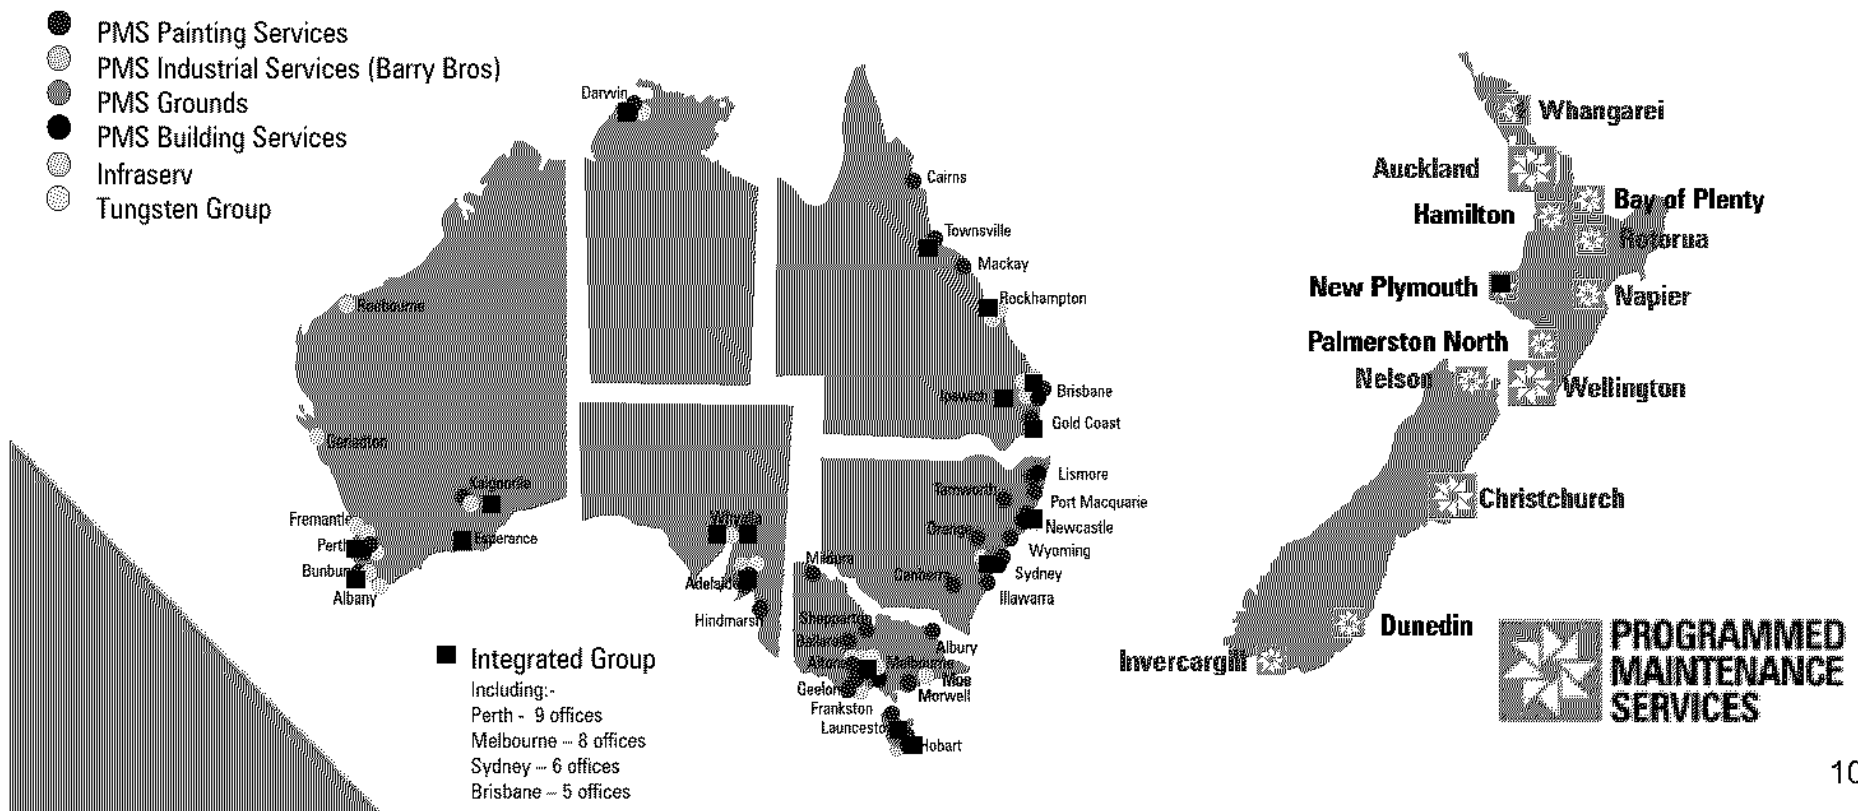 PMS Painting Services
PMS Industrial Services (Barry Bros)
PMS Grounds
PMS Building Services
Infraserv
Tungsten Group
Darwin
Cairns
Townsville
Mackay
Rockhampton
Roebourne
Brisbane
Ipswich
Gold Coast
Geraldton
Lismore
Tamworth
Port Macquarie
Kalgoorlie
Newcastle
Fremantle
Whyalla
Orange
Esperance
Perth
Wyoming
Mildura
Sydney
Bunbury
Canberra
Adelaide
Albany
Illawarra
Hindmarsh
Shepparton
Ballarat
Albury
Altona
Melbourne
Moe
Geelong
Morwell
Frankston
Launceston
Hobart
Integrated Group
Including:-
Perth - 9 offices
Melbourne – 8 offices
Sydney – 6 offices
Brisbane – 5 offices
Whangarei
Auckland
Bay of Plenty
Hamilton
Rotorua
New Plymouth
Napier
Palmerston North
Nelson
Wellington
Christchurch
Dunedin
Invercargill
PROGRAMMED
MAINTENANCE
SERVICES
10